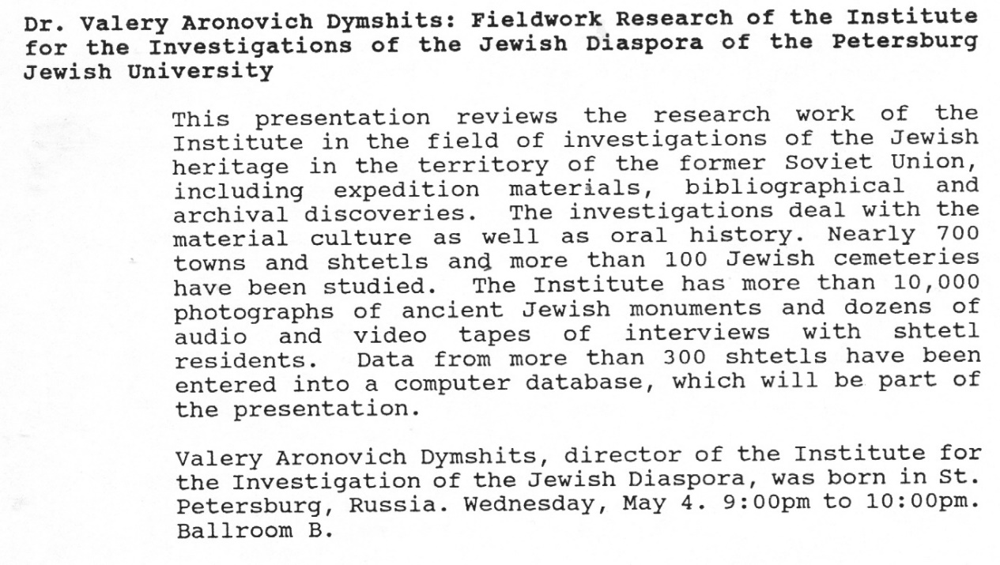 Dr. Valery Aronovich Dymshits: Fieldwork Research of the Institute
for the Investigations of the Jewish Diaspora of the Petersburg
Jewish University
This presentation reviews the research work of the
Institute in the field of investigations of the Jewish
heritage in the territory of the former Soviet Union,
including expedition materials, bibliographical and
archival discoveries. The investigations deal with the
material culture as well as oral history. Nearly 700
towns and shtetls and more than 100 Jewish cemeteries
have been studied. The Institute has more than 10,000
photographs of ancient Jewish monuments and dozens of
audio and video tapes of interviews with shtetl
residents. Data from more than 300 shtetls have been
entered into a computer database, which will be part of
the presentation.
Valery Aronovich Dymshits, director of the Institute for
the Investigation of the Jewish Diaspora, was born in St.
Petersburg, Russia. Wednesday, May 4. 9:00pm to 10:00pm.
Ballroom B.